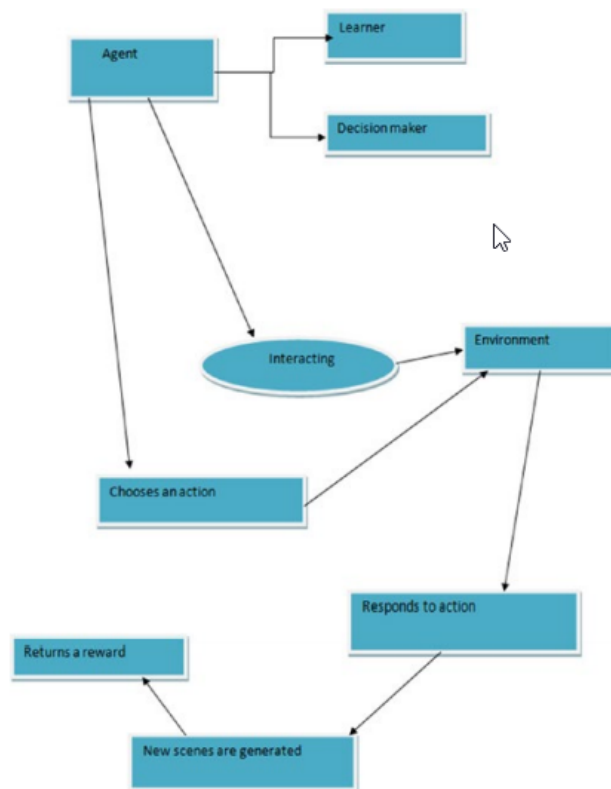 Agent
Learner
Decision maker
Interacting
Environment
Chooses an action
Responds to action
Returns a reward
New scenes are generated